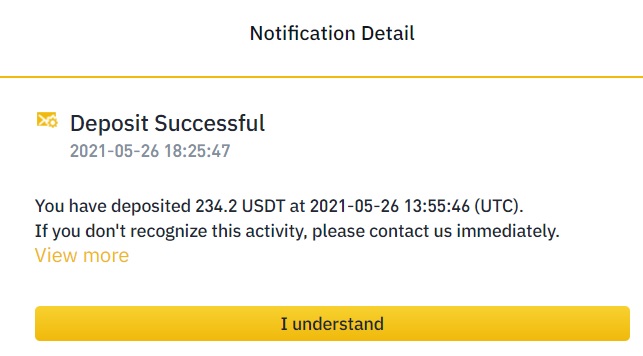 Notification Detail
Deposit Successful
2021-05-26 18:25:47
You have deposited 234.2 USDT at 2021-05-26 13:55:46 (UTC).
If you don't recognize this activity, please contact us immediately.
View more
I understand